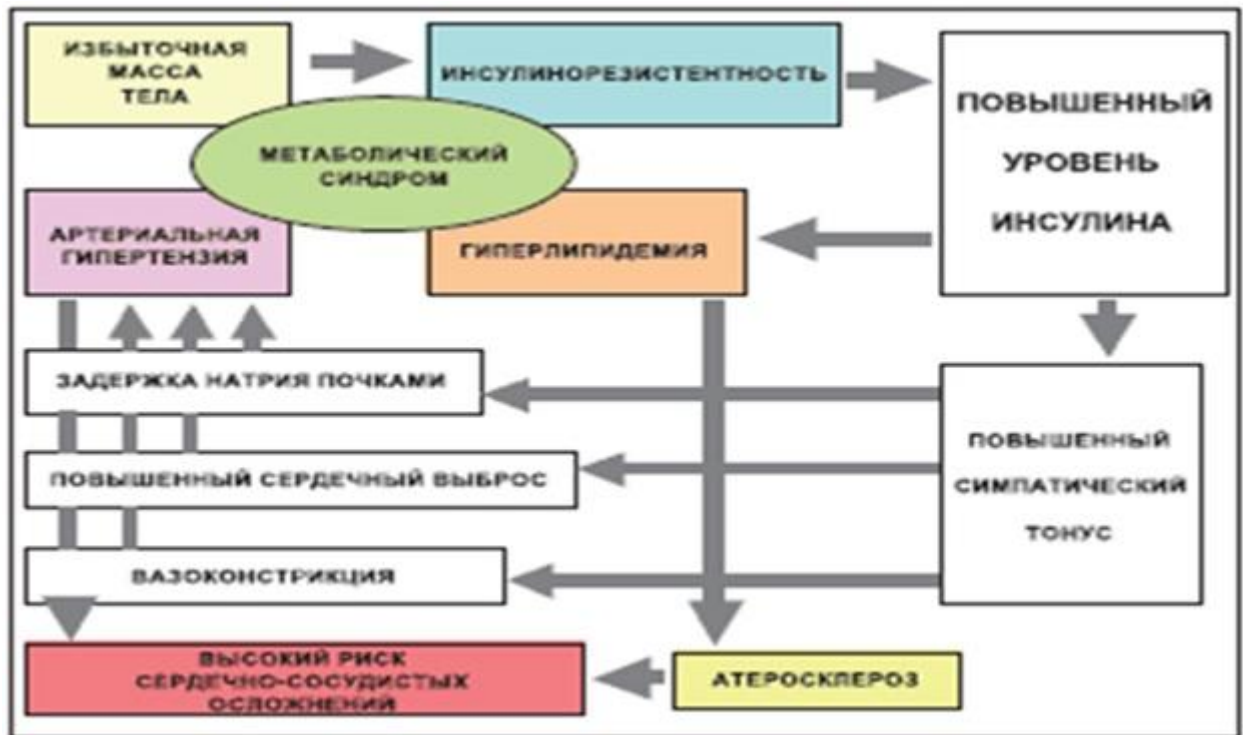 ИЗБЫТОЧНАЯ
МАССА
ТЕЛА
ИНСУЛИНОРЕЗИСТЕНТНОСТЬ
ПОВЫШЕННЫЙ
УРОВЕНЬ
ИНСУЛИНА
МЕТАБОЛИЧЕСКИЙ
СИНДРОМ
АРТЕРИАЛЬНАЯ
ГИПЕРТЕНЗИЯ
ГИПЕРЛИПИДЕМИЯ
ЗАДЕРЖКА НАТРИЯ ПОЧКАМИ
ПОВЫШЕННЫЙ СЕРДЕЧНЫЙ ВЫБРОС
ВАЗОКОНСТРИКЦИЯ
ПОВЫШЕННЫЙ
СИМПАТИЧЕСКИЙ
ТОНУС
ВЫСОКИЙ РИСК
СЕРДЕЧНО-СОСУДИСТЫХ
ОСЛОЖНЕНИЙ
АТЕРОСКЛЕРОЗ